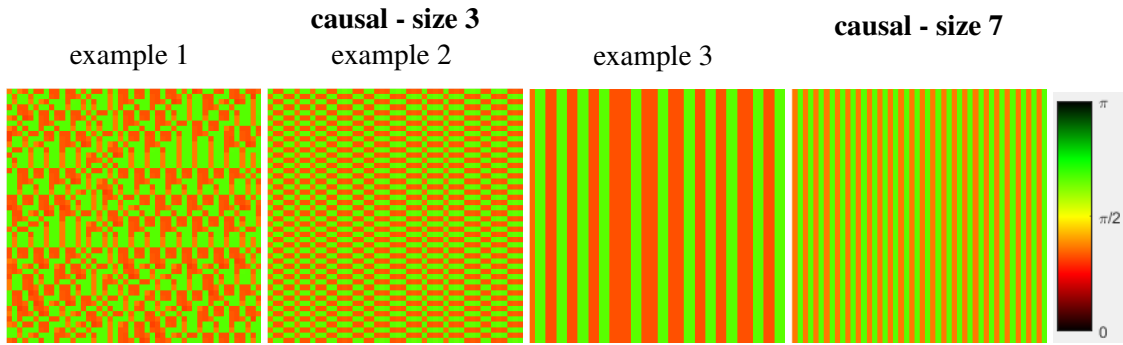 causal - size 3
causal - size 7
example 1
example 2
example 3
π
π/2
0